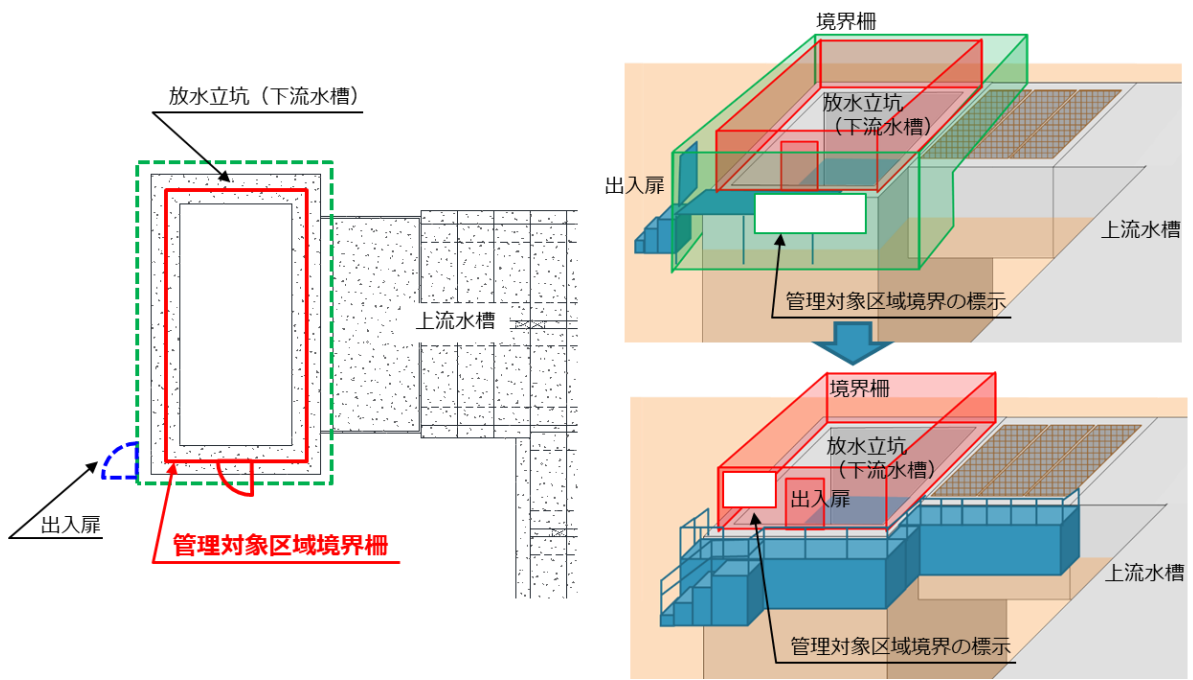 放水立坑（下流水槽）
上流水槽
出入扉
管理対象区域境界柵
境界柵
放水立坑
（下流水槽）
出入扉
上流水槽
管理対象区域境界の標示
境界柵
放水立坑
（下流水槽）
出入扉
上流水槽
管理対象区域境界の標示